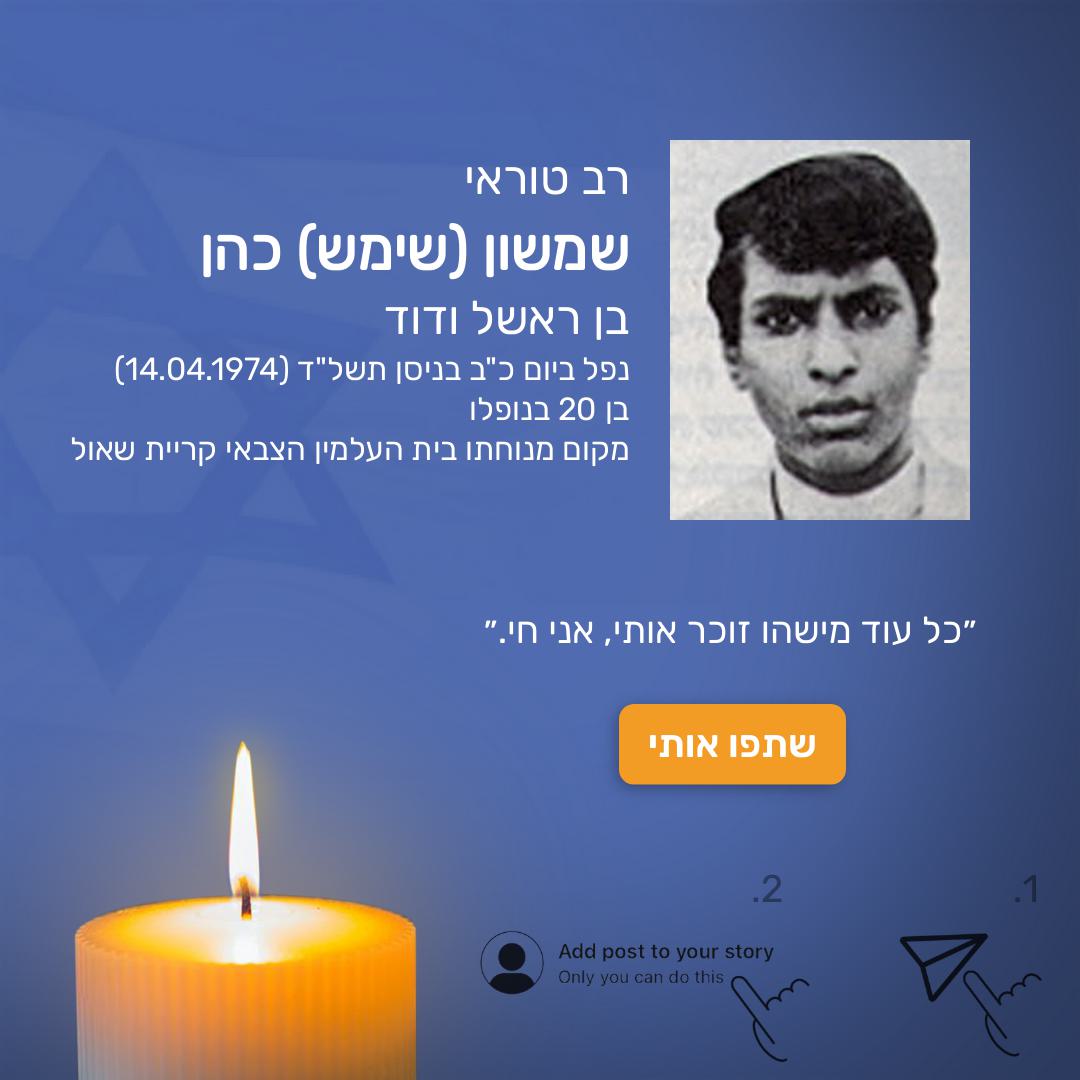 רב טוראי
שמשון (שימש) כהן
בן ראשל ודוד
נפל ביום כ"ב בניסן תשל"ד (14.04.1974)
בן 20 בנופלו
מקום מנוחתו בית העלמין הצבאי קריית שאול
״כל עוד מישהו זוכר אותי, אני חי.״
שתפו אותי
.1
.2
Add post to your story
Only you can do this